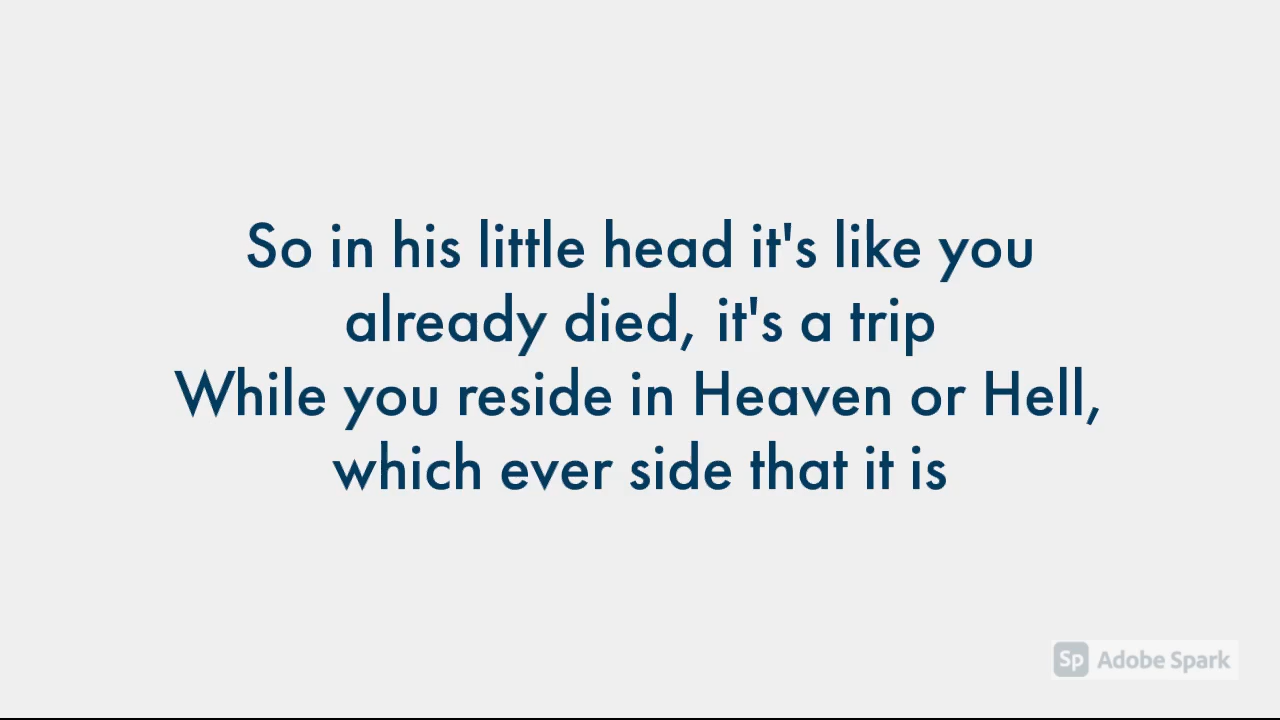 So in his little head it's like you
already died, it's a trip
While you reside in Heaven or Hell,
which ever side that it is
Sp Adobe Spark